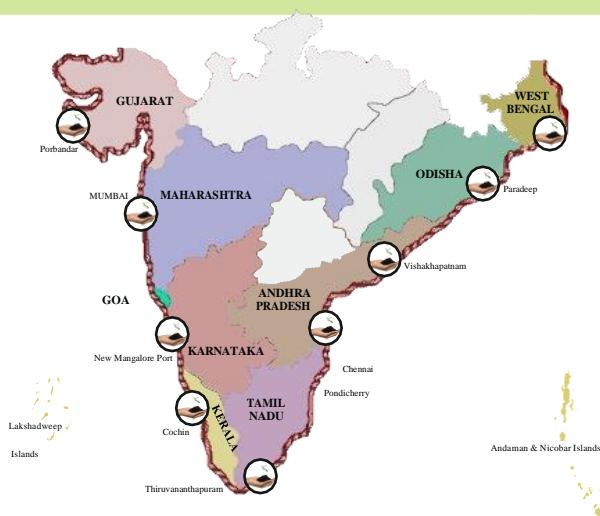 GUJARAT
WEST
BENGAL
Porbandar
ODISHA
MUMBAI
MAHARASHTRA
Paradeep
Vishakhapatnam
GOA
ANDHRA
PRADESH
New Mangalore Port
KARNATAKA
Chennai
Pondicherry
TAMIL
NADU
KERALA
Lakshadweep
Islands
Cochin
Andaman & Nicobar Islands
Thiruvananthapuram